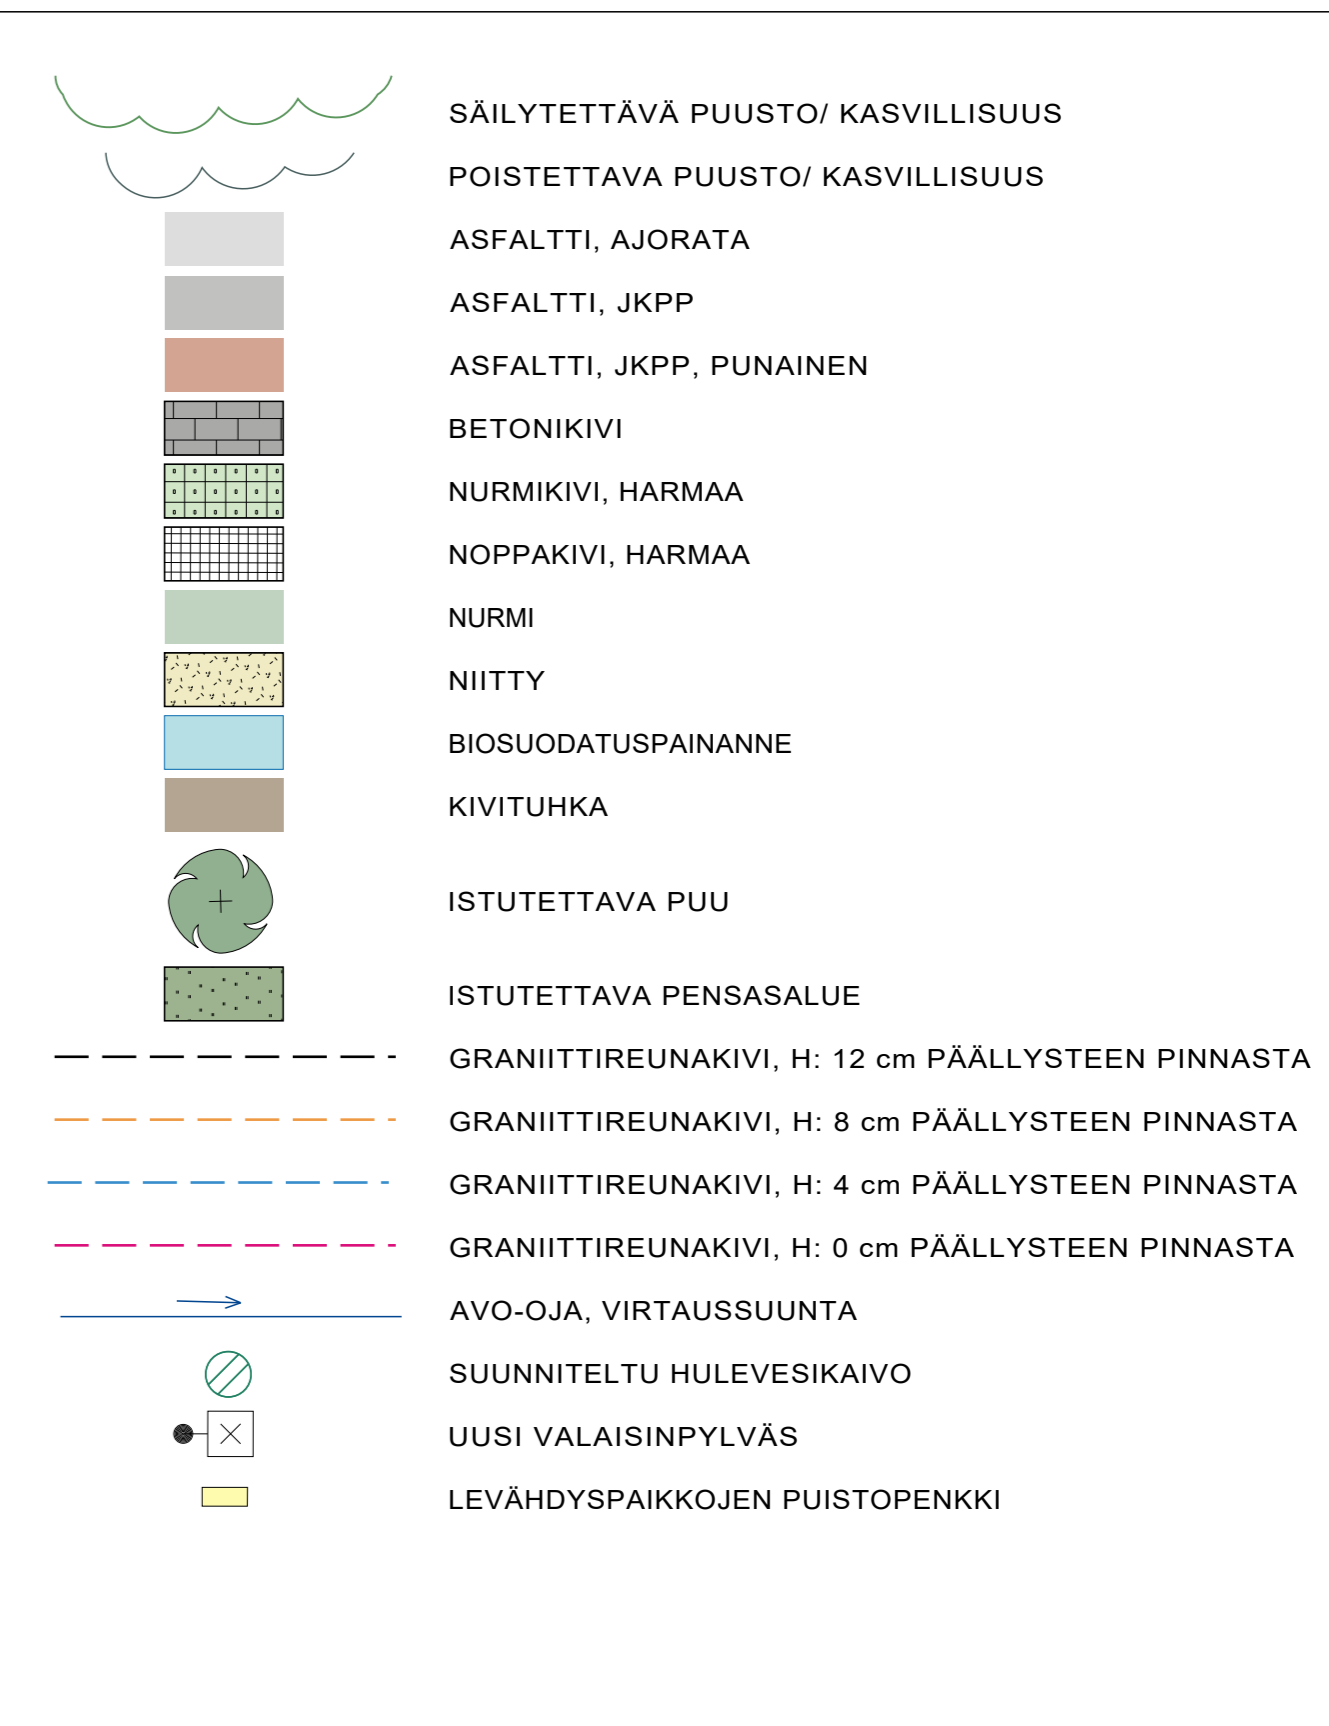 SÄILYTETTÄVÄ PUUSTO/ KASVILLISUUS
POISTETTAVA PUUSTO/ KASVILLISUUS
ASFALTTI, AJORATA
ASFALTTI, JKPP
ASFALTTI, JKPP, PUNAINEN
BETONIKIVI
NURMIKIVI, HARMAA
NOPPAKIVI, HARMAA
NURMI
NIITTY
BIOSUODATUSPAINANNE
KIVITUHKA
ISTUTETTAVA PUU
ISTUTETTAVA PENSASALUE
GRANIITTIREUNAKIVI, H: 12 cm PÄÄLLYSTEEN PINNASTA
GRANIITTIREUNAKIVI, H: 8 cm PÄÄLLYSTEEN PINNASTA
GRANIITTIREUNAKIVI, H: 4 cm PÄÄLLYSTEEN PINNASTA
GRANIITTIREUNAKIVI, H: 0 cm PÄÄLLYSTEEN PINNASTA
AVO-OJA, VIRTAUSSUUNTA
SUUNNITELTU HULEVESIKAIVO
UUSI VALAISINPYLVÄS
LEVÄHDYSPAIKKOJEN PUISTOPENKKI